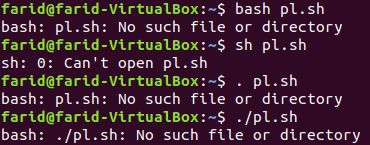 farid@farid-VirtualBox:~$ bash pl.sh
bash: pl.sh: No such file or directory
farid@farid-VirtualBox:~$ sh pl.sh
sh: 0: Can't open pl.sh
farid@farid-VirtualBox:~$ . pl.sh
bash: pl.sh: No such file or directory
farid@farid-VirtualBox:~$ ./pl.sh
bash: ./pl.sh: No such file or directory